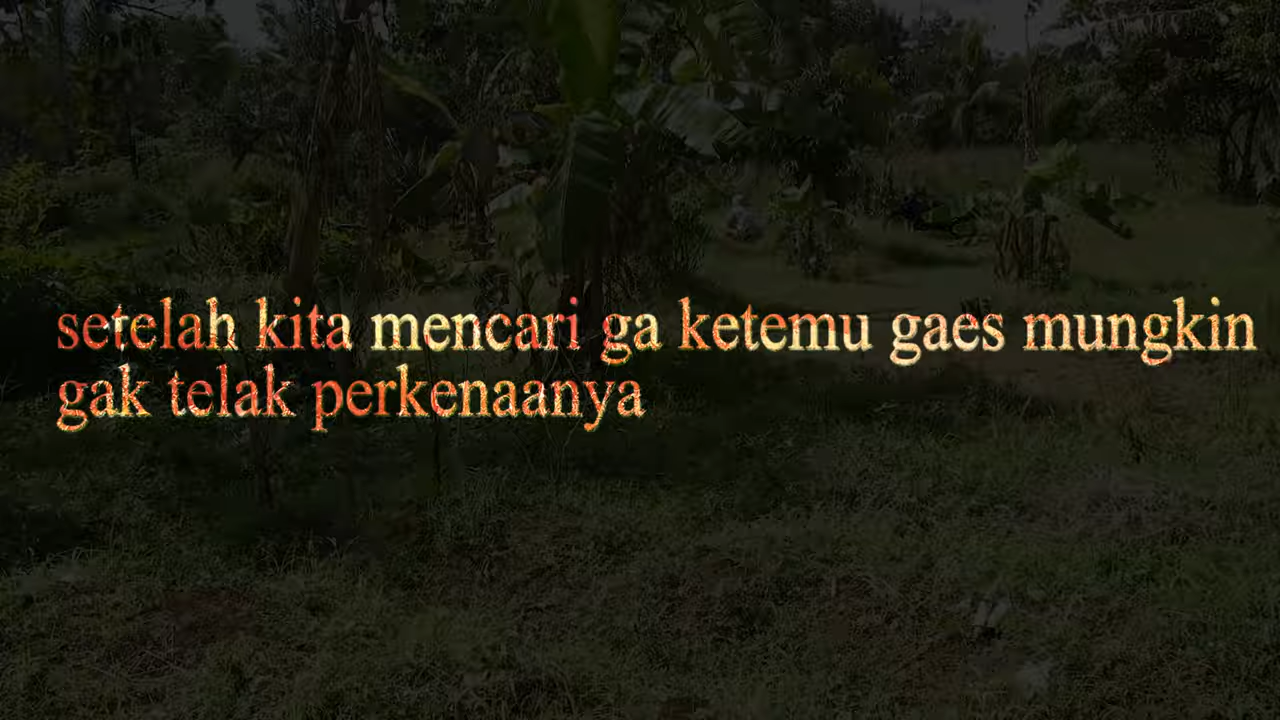 setelah kita mencari ga ketemu gaes mungkin
gak telak perkenaanya